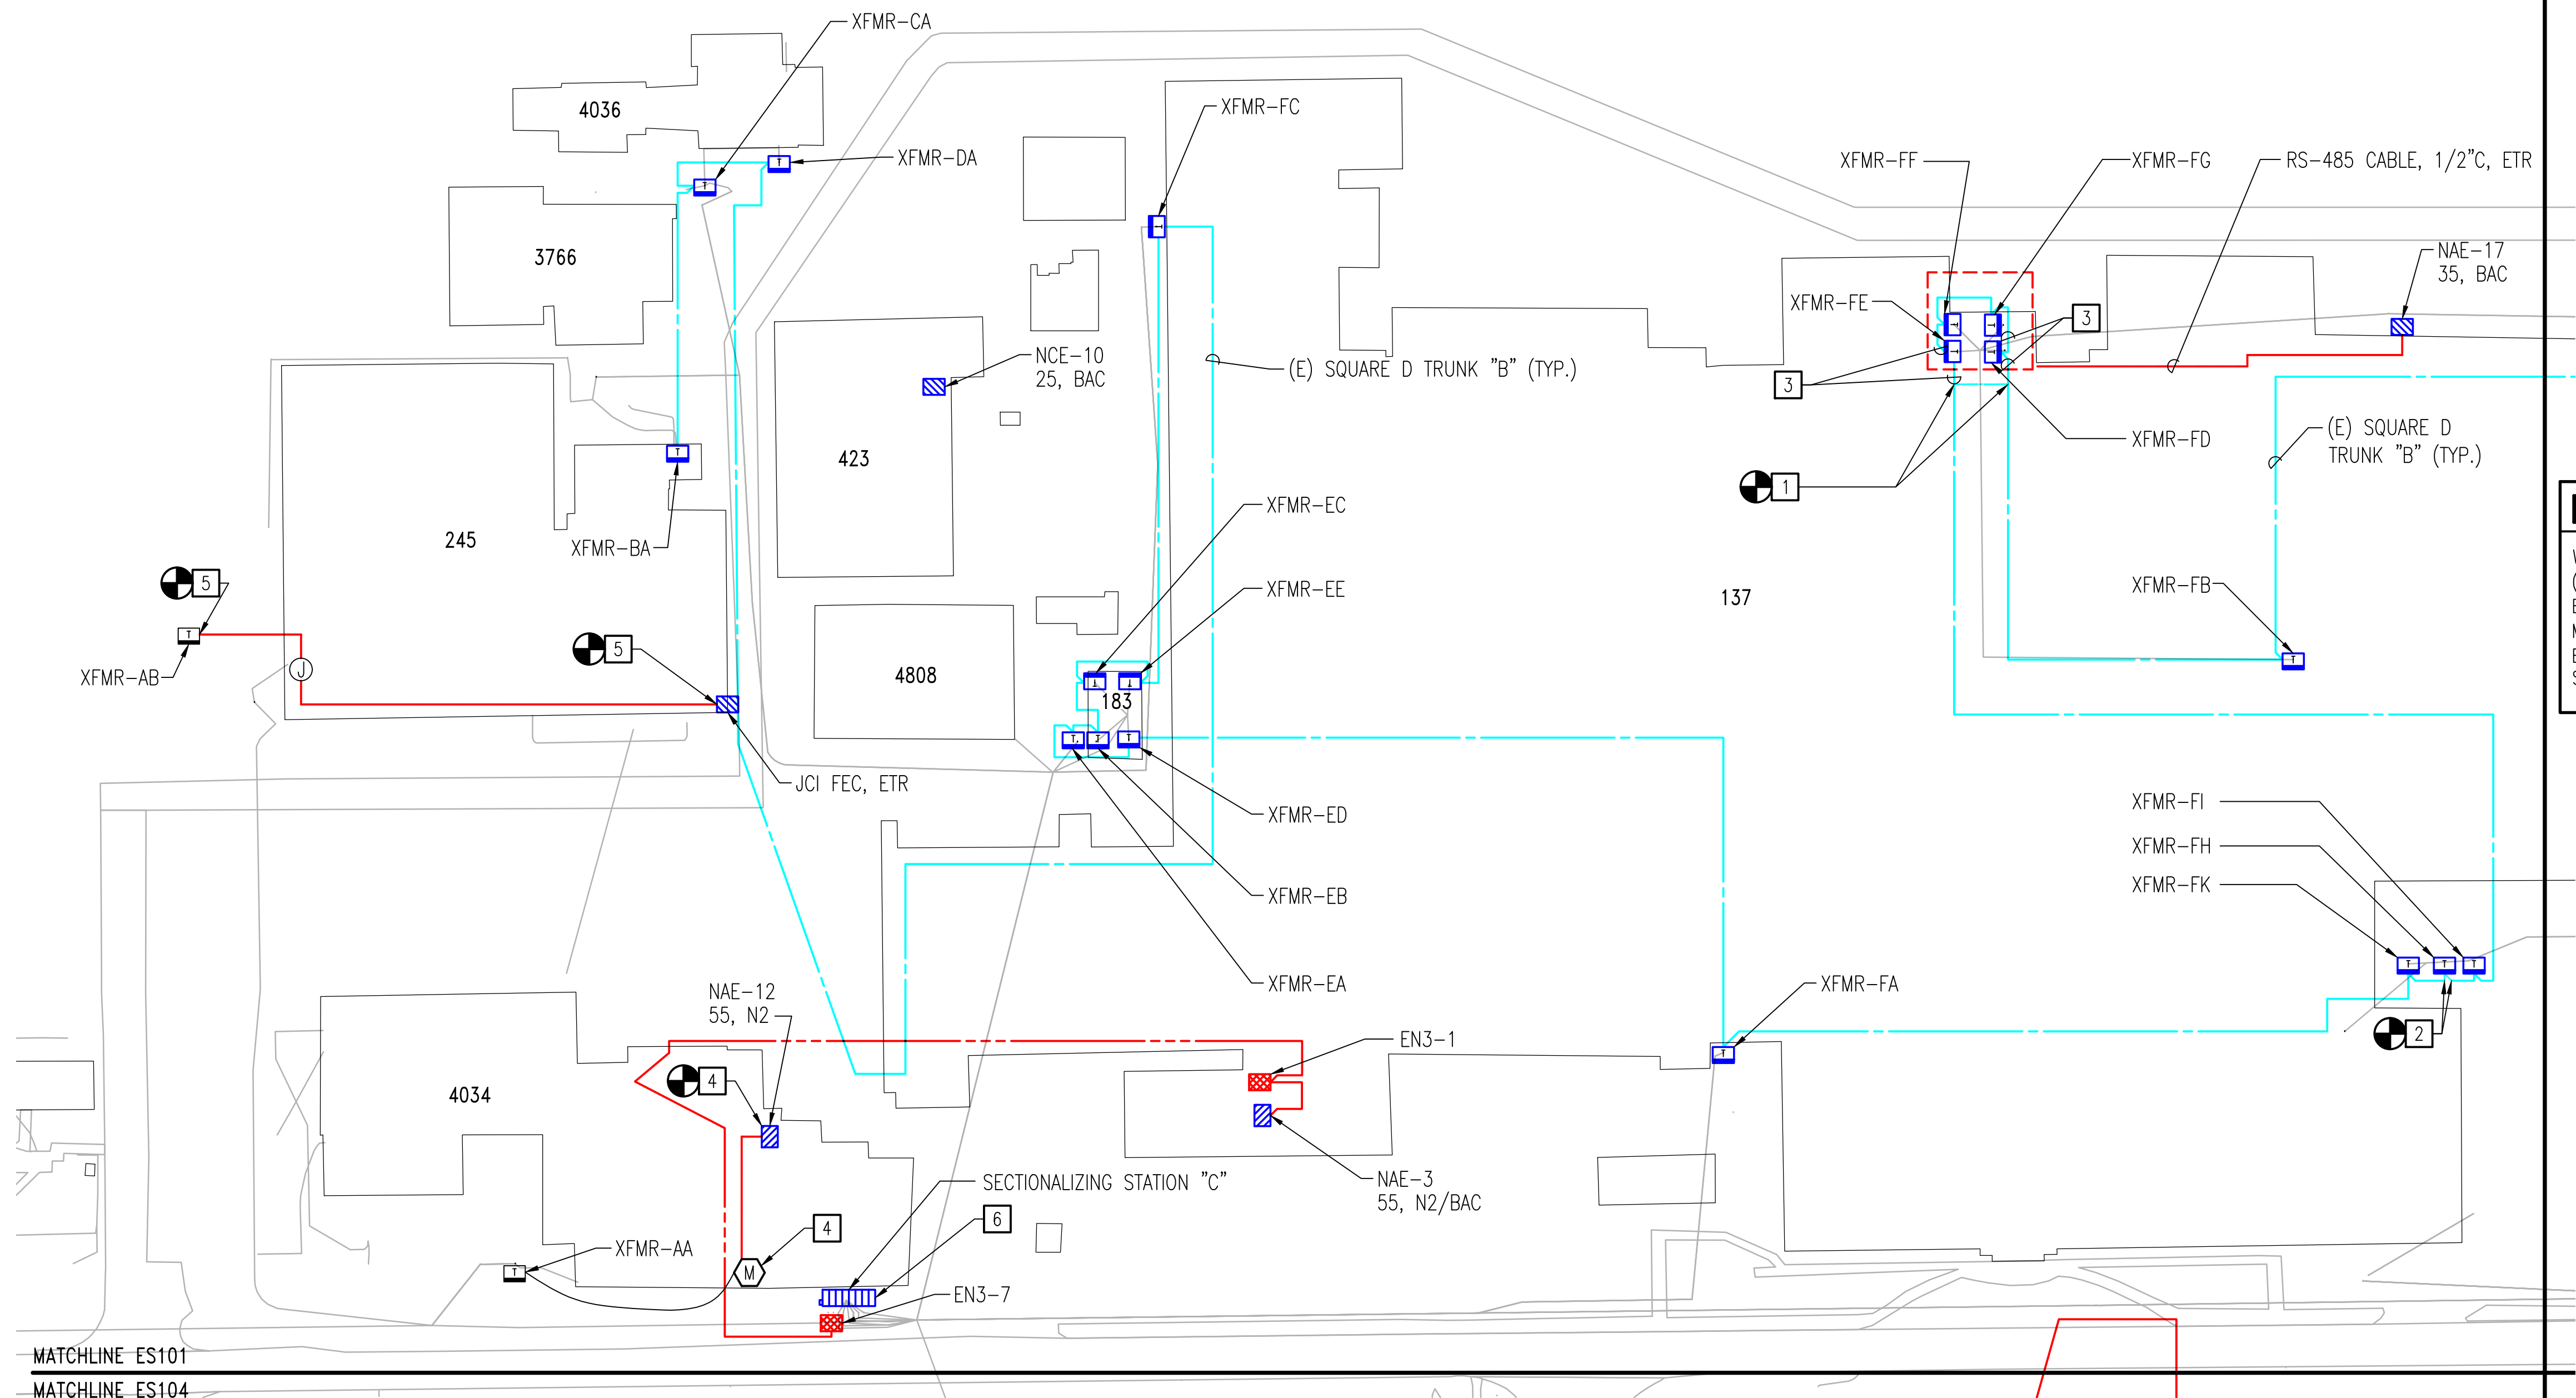 XFMR-CA
4036
XFMR-FC
XFMR-DA
XFMR-FF
XFMR-FG
RS-485 CABLE, 1/2"C, ETR
3766
NAE-17
35, BAC
XFMR-FE
3
NCE-10
25, BAC
(E) SQUARE D TRUNK "B" (TYP.)
3
(E) SQUARE D
TRUNK "B" (TYP.)
XFMR-FD
423
1
XFMR-EC
245
XFMR-BA
5
XFMR-EE
137
XFMR-FB
T
5
J
XFMR-AB
4808
183
JCI FEC, ETR
XFMR-ED
XFMR-FI
XFMR-FH
XFMR-FK
XFMR-EB
XFMR-EA
XFMR-FA
NAE-12
55, N2
2
EN3-1
4
4034
NAE-3
55, N2/BAC
SECTIONALIZING STATION "C"
6
4
XFMR-AA
M
EN3-7
MATCHLINE ES101
MATCHLINE ES104